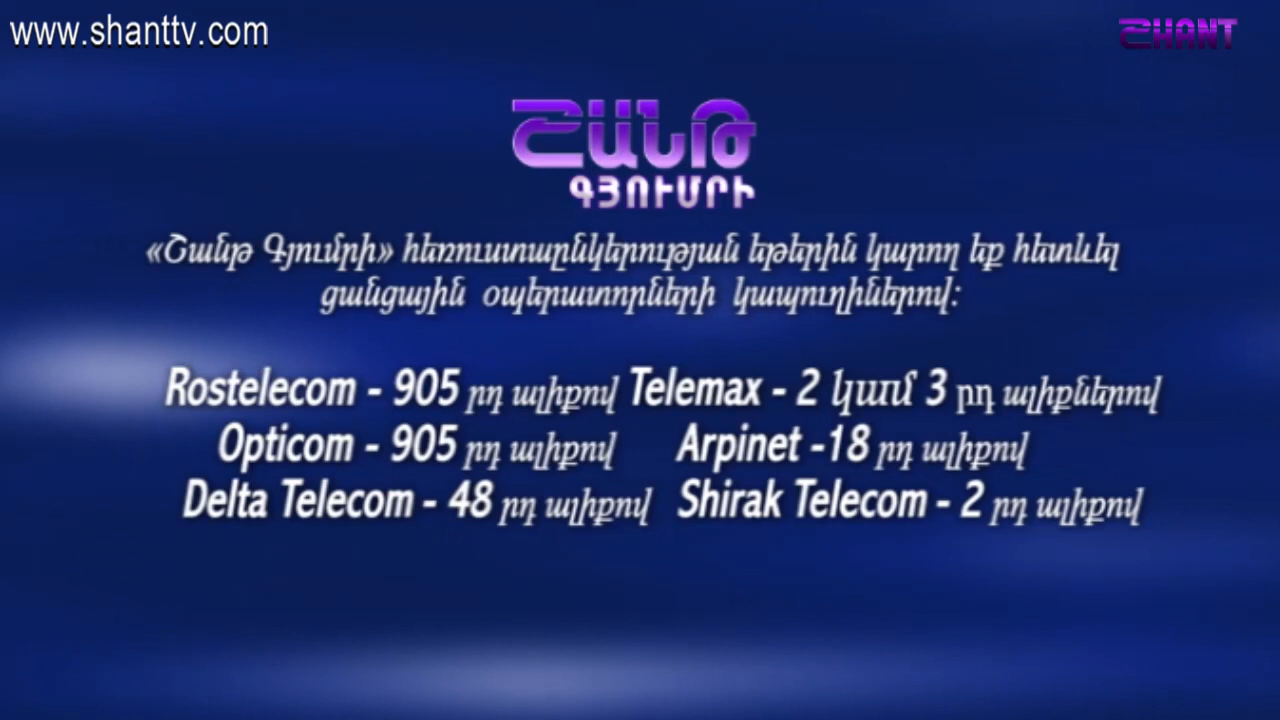 www.shanttv.com
SHANT
ՇԱՆԹ
ԳՅՈՒՄՐԻ
«Շանթ Գյումրի» հեռուստաընկերության եթերին կարող եք հետևել
ցանցային օպերատորների կապուղիներով:
Rostelecom - 905 րդ ալիքով Telemax - 2 կամ 3 րդ ալիքներով
Opticom - 905 րդ ալիքով Arpinet -18 րդ ալիքով
Delta Telecom - 48 րդ ալիքով Shirak Telecom - 2 րդ ալիքով